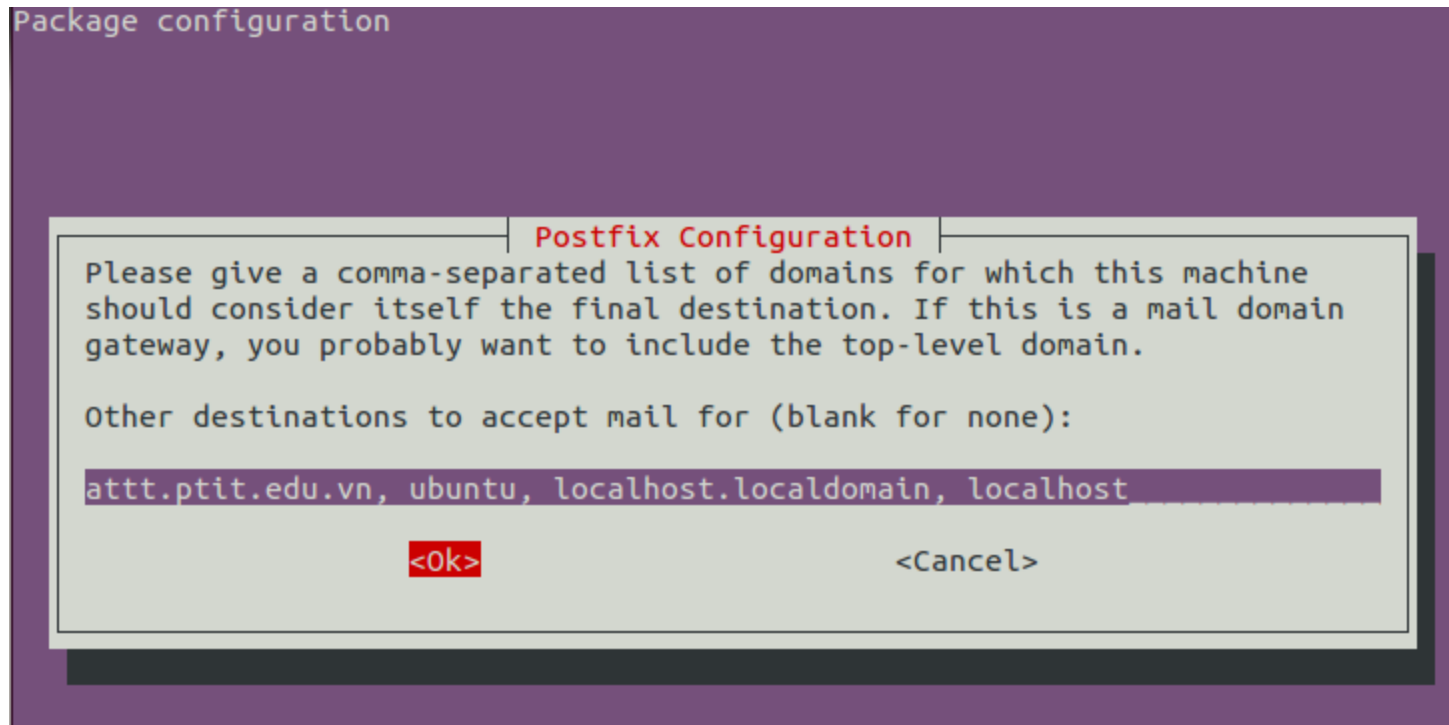 Package configuration
Postfix Configuration
Please give a comma-separated list of domains for which this machine
should consider itself the final destination. If this is a mail domain
gateway, you probably want to include the top-level domain.
Other destinations to accept mail for (blank for none):
attt.ptit.edu.vn, ubuntu, localhost.localdomain, localhost
<Ok> <Cancel>